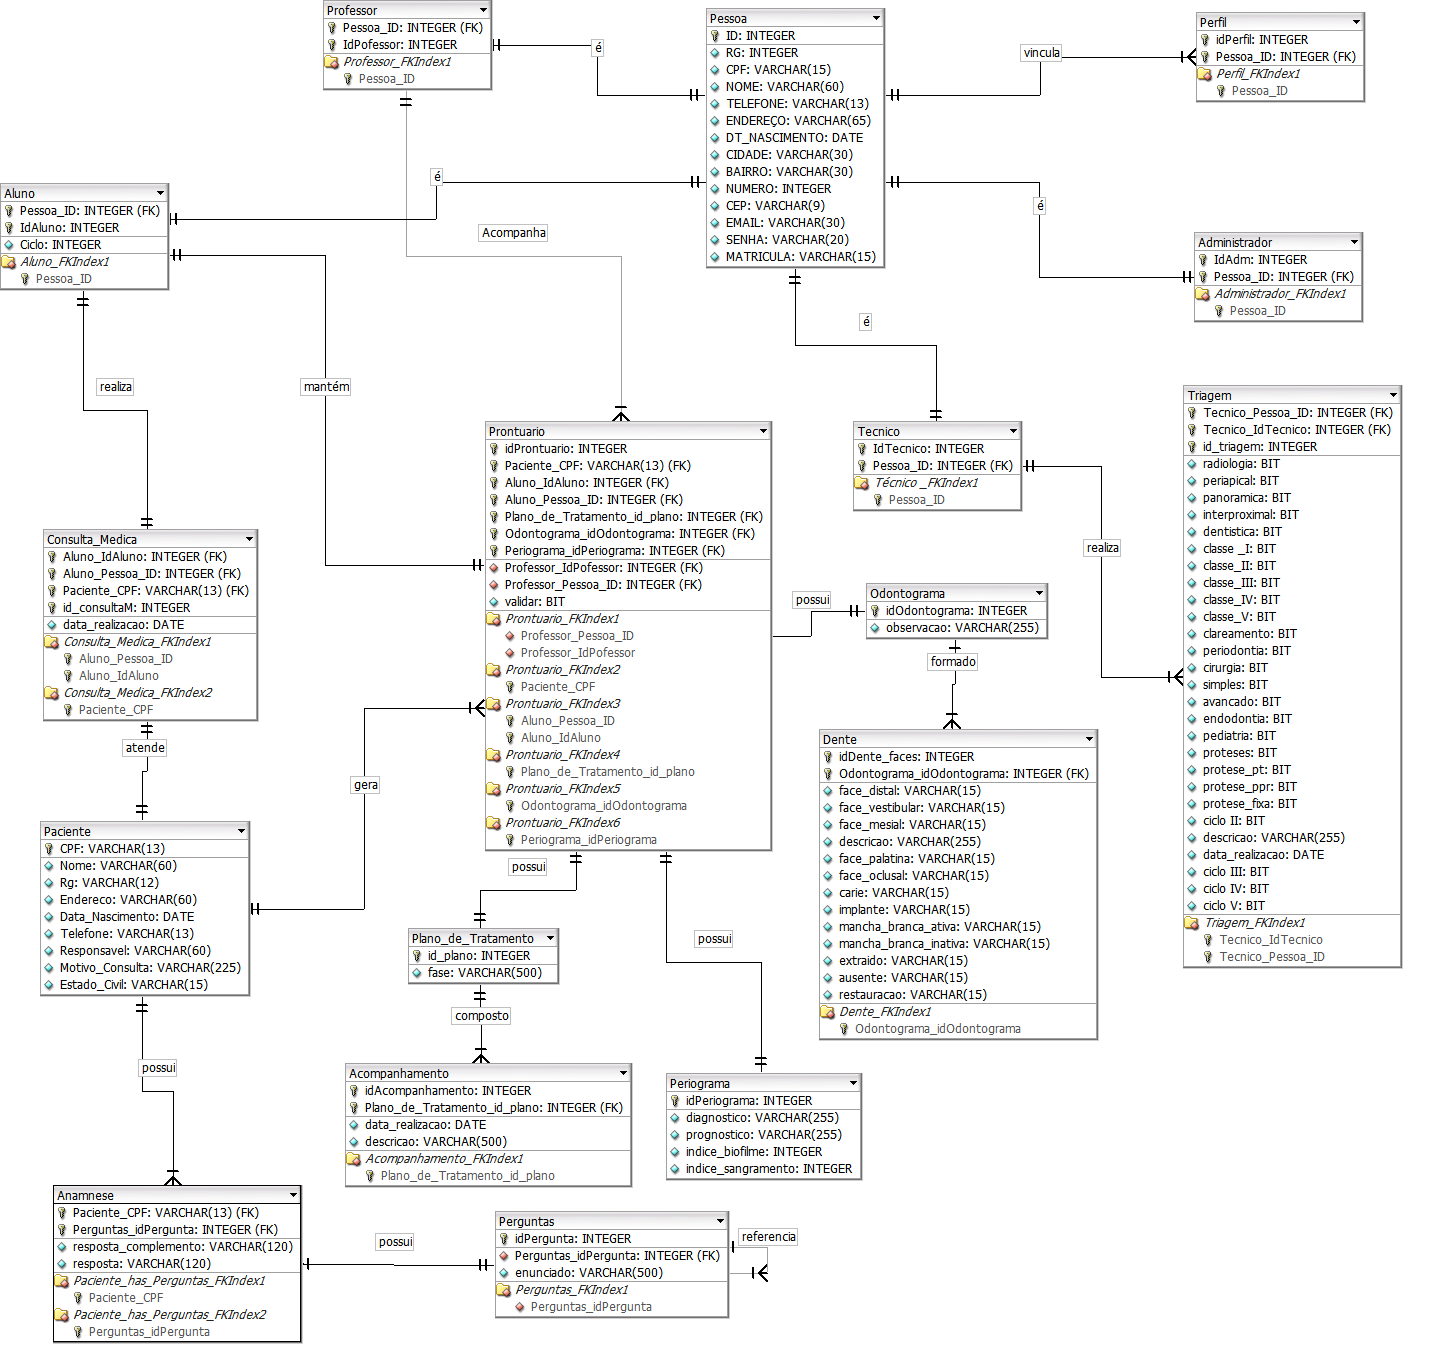 Professor
Pessoa_ID: INTEGER (FK)
IdPofessor: INTEGER
Professor_FKIndex1
Pessoa_ID
é
Pessoa
ID: INTEGER
RG: INTEGER
CPF: VARCHAR(15)
NOME: VARCHAR(60)
TELEFONE: VARCHAR(13)
ENDEREÇO: VARCHAR(65)
DT_NASCIMENTO: DATE
CIDADE: VARCHAR(30)
BAIRRO: VARCHAR(30)
NUMERO: INTEGER
CEP: VARCHAR(9)
EMAIL: VARCHAR(30)
SENHA: VARCHAR(20)
MATRICULA: VARCHAR(15)
vincula
Perfil
idPerfil: INTEGER
Pessoa_ID: INTEGER (FK)
Perfil_FKIndex1
Pessoa_ID
é
Aluno
Pessoa_ID: INTEGER (FK)
IdAluno: INTEGER
Ciclo: INTEGER
Aluno_FKIndex1
Pessoa_ID
Acompanha
é
Administrador
IdAdm: INTEGER
Pessoa_ID: INTEGER (FK)
Administrador_FKIndex1
Pessoa_ID
é
realiza
mantém
Prontuario
idProntuario: INTEGER
Paciente_CPF: VARCHAR(13) (FK)
Aluno_IdAluno: INTEGER (FK)
Aluno_Pessoa_ID: INTEGER (FK)
Plano_de_Tratamento_id_plano: INTEGER (FK)
Odontograma_idOdontograma: INTEGER (FK)
Periograma_idPeriograma: INTEGER (FK)
Professor_IdPofessor: INTEGER (FK)
Professor_Pessoa_ID: INTEGER (FK)
validar: BIT
Prontuario_FKIndex1
Professor_Pessoa_ID
Professor_IdPofessor
Prontuario_FKIndex2
Paciente_CPF
Prontuario_FKIndex3
Aluno_Pessoa_ID
Aluno_IdAluno
Prontuario_FKIndex4
Plano_de_Tratamento_id_plano
Prontuario_FKIndex5
Odontograma_idOdontograma
Prontuario_FKIndex6
Periograma_idPeriograma
Tecnico
IdTecnico: INTEGER
Pessoa_ID: INTEGER (FK)
Técnico _FKIndex1
Pessoa_ID
realiza
Triagem
Tecnico_Pessoa_ID: INTEGER (FK)
Tecnico_IdTecnico: INTEGER (FK)
id_triagem: INTEGER
radiologia: BIT
periapical: BIT
panoramica: BIT
interproximal: BIT
dentistica: BIT
classe _I: BIT
classe_II: BIT
classe_III: BIT
classe_IV: BIT
classe_V: BIT
clareamento: BIT
periodontia: BIT
cirurgia: BIT
simples: BIT
avancado: BIT
endodontia: BIT
pediatria: BIT
proteses: BIT
protese_pt: BIT
protese_ppr: BIT
protese_fixa: BIT
ciclo II: BIT
descricao: VARCHAR(255)
data_realizacao: DATE
ciclo III: BIT
ciclo IV: BIT
ciclo V: BIT
Triagem_FKIndex1
Tecnico_IdTecnico
Tecnico_Pessoa_ID
Consulta_Medica
Aluno_IdAluno: INTEGER (FK)
Aluno_Pessoa_ID: INTEGER (FK)
Paciente_CPF: VARCHAR(13) (FK)
id_consultaM: INTEGER
data_realizacao: DATE
Consulta_Medica_FKIndex1
Aluno_Pessoa_ID
Aluno_IdAluno
Consulta_Medica_FKIndex2
Paciente_CPF
possui
Odontograma
idOdontograma: INTEGER
observacao: VARCHAR(255)
formado
Dente
idDente_faces: INTEGER
Odontograma_idOdontograma: INTEGER (FK)
face_distal: VARCHAR(15)
face_vestibular: VARCHAR(15)
face_mesial: VARCHAR(15)
descricao: VARCHAR(255)
face_palatina: VARCHAR(15)
face_oclusal: VARCHAR(15)
carie: VARCHAR(15)
implante: VARCHAR(15)
mancha_branca_ativa: VARCHAR(15)
mancha_branca_inativa: VARCHAR(15)
extraido: VARCHAR(15)
ausente: VARCHAR(15)
restauracao: VARCHAR(15)
Dente_FKIndex1
Odontograma_idOdontograma
atende
gera
Paciente
CPF: VARCHAR(13)
Nome: VARCHAR(60)
Rg: VARCHAR(12)
Endereco: VARCHAR(60)
Data_Nascimento: DATE
Telefone: VARCHAR(13)
Responsavel: VARCHAR(60)
Motivo_Consulta: VARCHAR(225)
Estado_Civil: VARCHAR(15)
possui
Plano_de_Tratamento
id_plano: INTEGER
fase: VARCHAR(500)
possui
composto
possui
Acompanhamento
idAcompanhamento: INTEGER
Plano_de_Tratamento_id_plano: INTEGER (FK)
data_realizacao: DATE
descricao: VARCHAR(500)
Acompanhamento_FKIndex1
Plano_de_Tratamento_id_plano
Periograma
idPeriograma: INTEGER
diagnostico: VARCHAR(255)
prognostico: VARCHAR(255)
indice_biofilme: INTEGER
indice_sangramento: INTEGER
Anamnese
Paciente_CPF: VARCHAR(13) (FK)
Perguntas_idPergunta: INTEGER (FK)
resposta_complemento: VARCHAR(120)
resposta: VARCHAR(120)
Paciente_has_Perguntas_FKIndex1
Paciente_CPF
Paciente_has_Perguntas_FKIndex2
Perguntas_idPergunta
possui
Perguntas
idPergunta: INTEGER
Perguntas_idPergunta: INTEGER (FK)
enunciado: VARCHAR(500)
Perguntas_FKIndex1
Perguntas_idPergunta
referencia